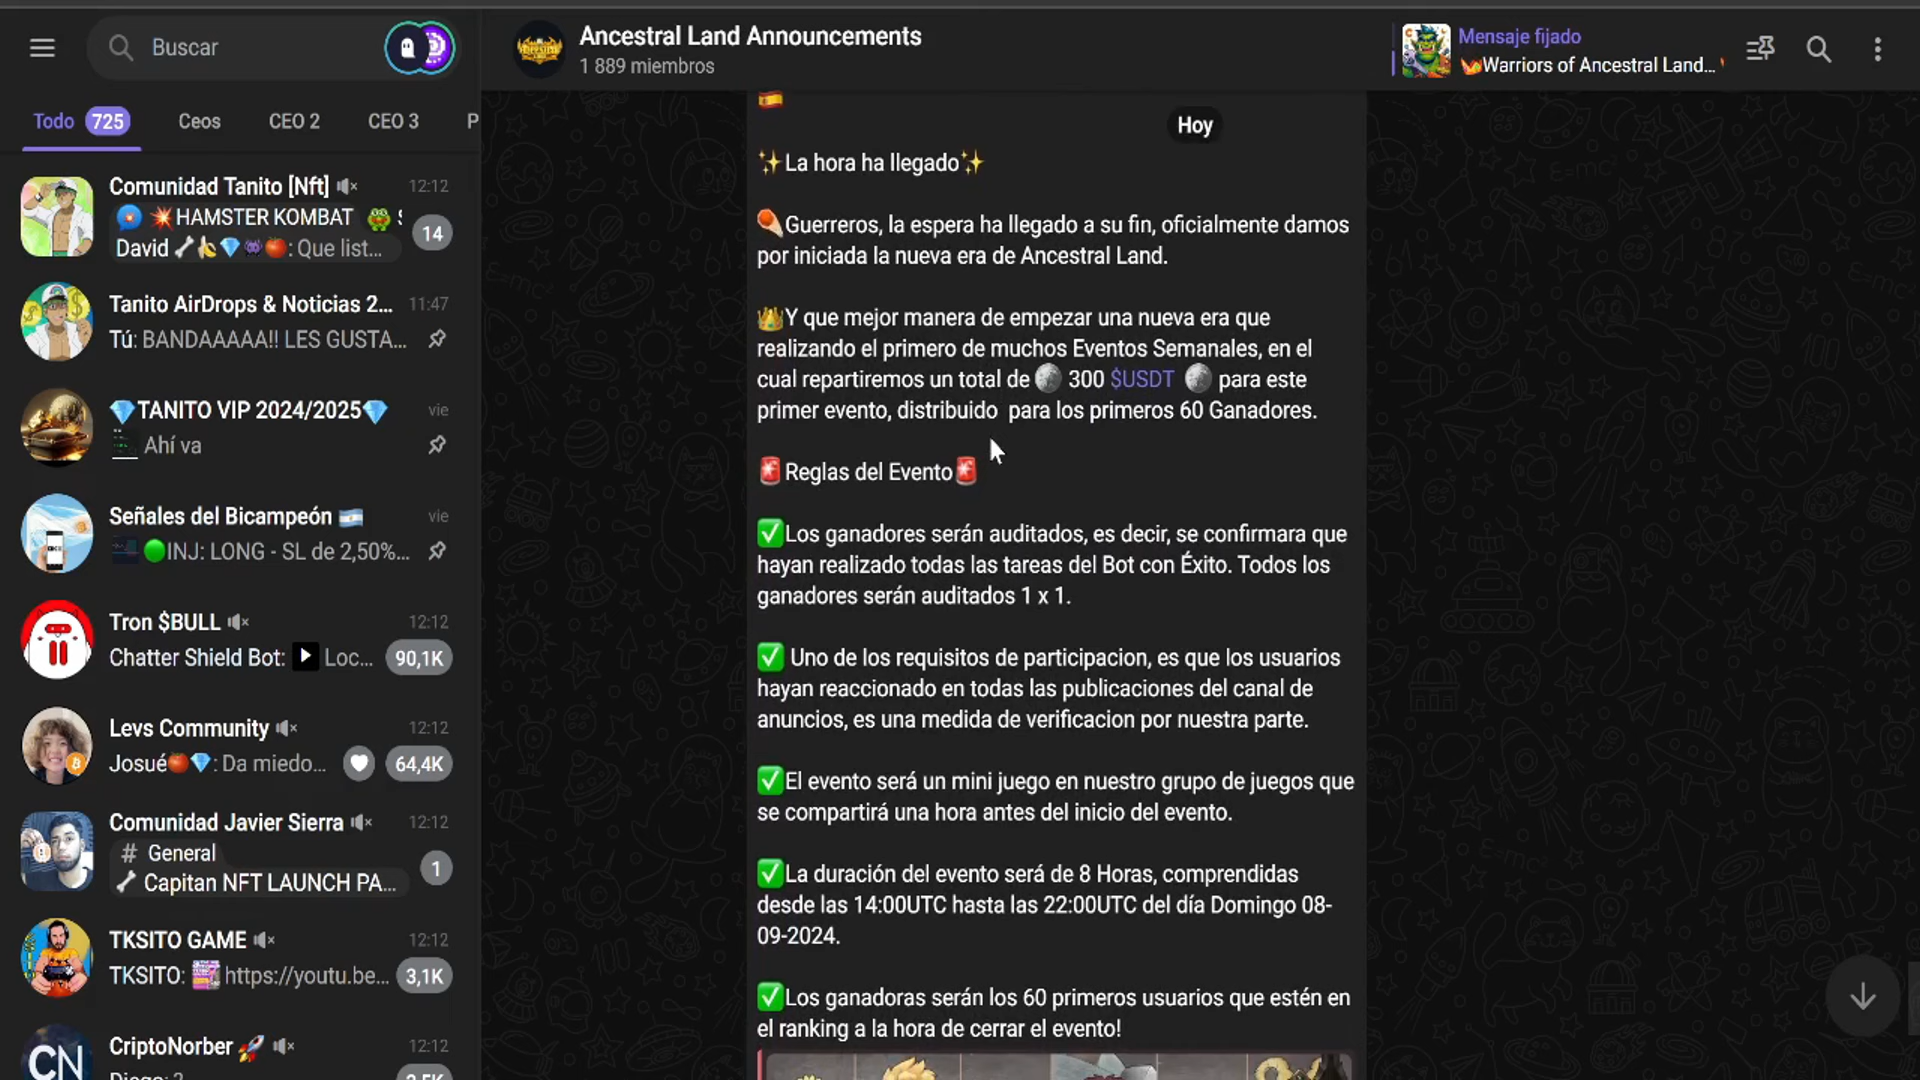 Buscar
Todo 725
Ceos
CEO 2
CEO 3
P
Comunidad Tanito [Nft] 12:12
HAMSTER KOMBAT
David : Que list... 14
Tanito AirDrops & Noticias 2... 11:47
Tú: BANDAAAAA!! LES GUSTA...
TANITO VIP 2024/2025 vie
Ahí va
Señales del Bicampeón vie
INJ: LONG - SL de 2,50%...
Tron $BULL 12:12
Chatter Shield Bot: Loc... 90,1K
Levs Community 12:12
Josué : Da miedo... 64,4K
Comunidad Javier Sierra 12:12
# General
Capitan NFT LAUNCH PA... 1
TKSITO GAME 12:12
TKSITO: https://youtu.be... 3,1K
CriptoNorber 12:12
CN
Ancestral Land Announcements
1 889 miembros
Mensaje fijado
Warriors of Ancestral Land...
Hoy
✨La hora ha llegado✨
Guerreros, la espera ha llegado a su fin, oficialmente damos
por iniciada la nueva era de Ancestral Land.
Y que mejor manera de empezar una nueva era que
realizando el primero de muchos Eventos Semanales, en el
cual repartiremos un total de 300 $USDT para este
primer evento, distribuido para los primeros 60 Ganadores.
🚨Reglas del Evento🚨
✅Los ganadores serán auditados, es decir, se confirmara que
hayan realizado todas las tareas del Bot con Éxito. Todos los
ganadores serán auditados 1 x 1.
✅ Uno de los requisitos de participacion, es que los usuarios
hayan reaccionado en todas las publicaciones del canal de
anuncios, es una medida de verificacion por nuestra parte.
✅El evento será un mini juego en nuestro grupo de juegos que
se compartirá una hora antes del inicio del evento.
✅La duración del evento será de 8 Horas, comprendidas
desde las 14:00UTC hasta las 22:00UTC del día Domingo 08-
09-2024.
✅Los ganadoras serán los 60 primeros usuarios que estén en
el ranking a la hora de cerrar el evento!